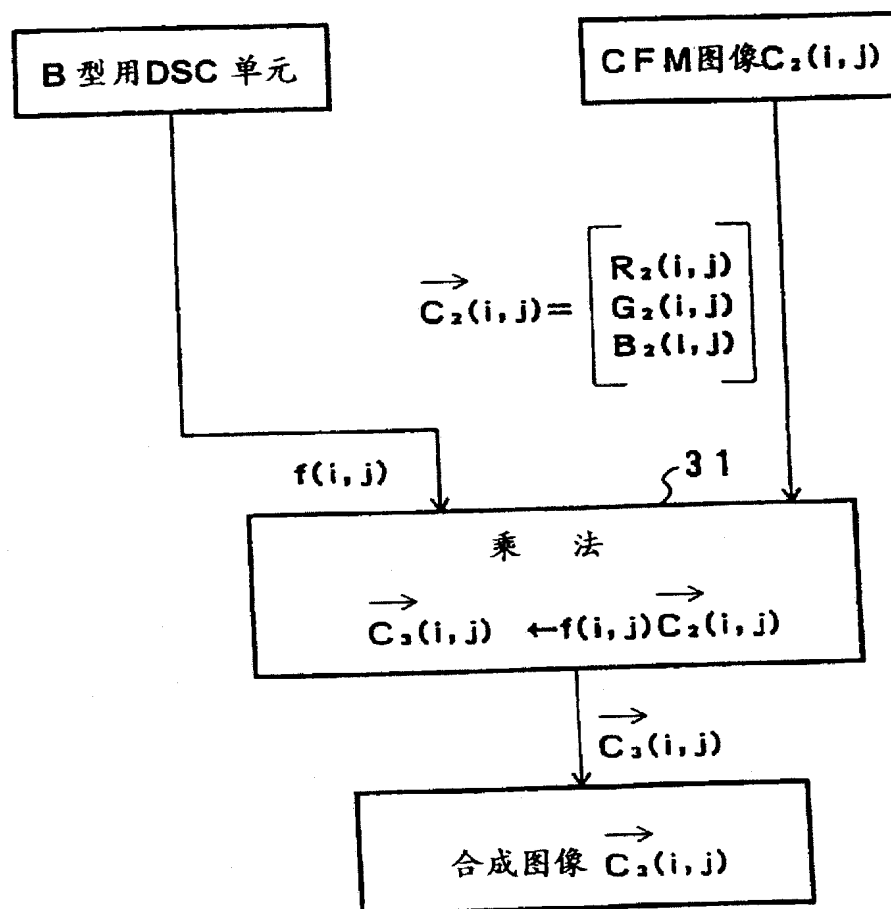 B型用DSC单元
CFM图像C₂(i,j)
C₂(i,j)=
R₂(i,j)
G₂(i,j)
B₂(i,j)
f(i,j)
31
乘法
C₃(i,j) ←f(i,j)C₂(i,j)
C₃(i,j)
合成图像 C₃(i,j)